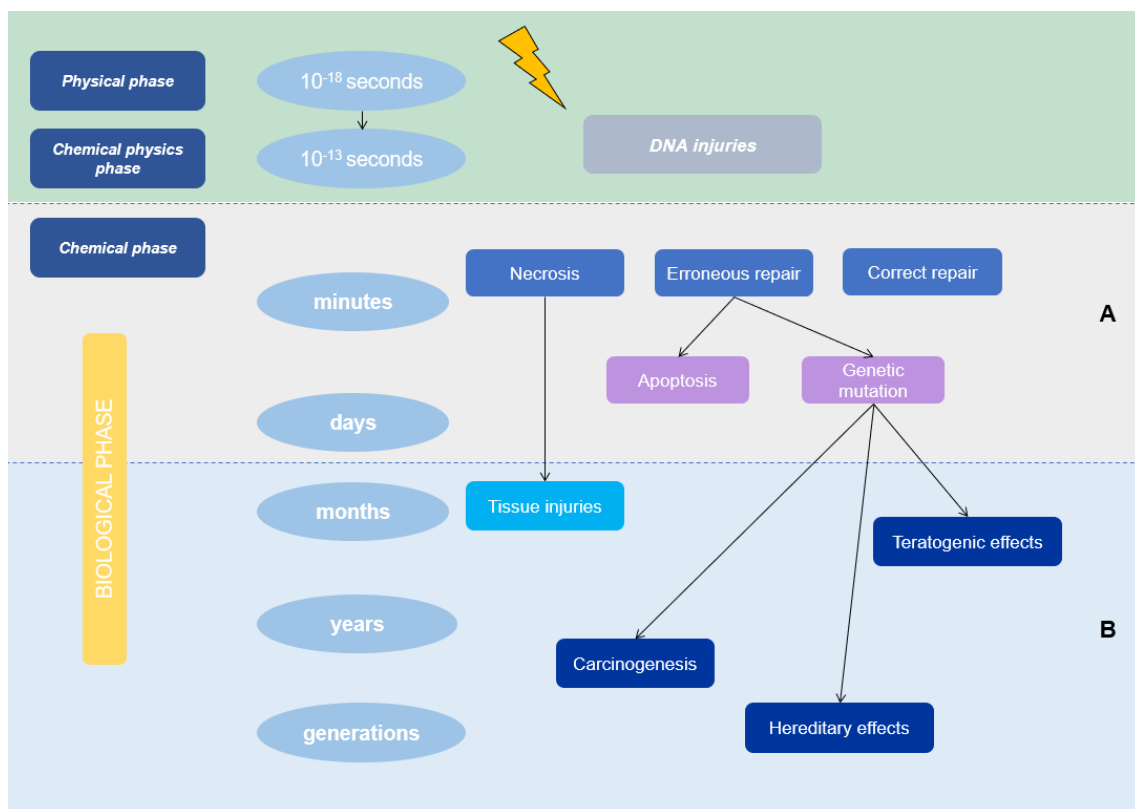 Physical phase
10-18 seconds
Chemical physics
phase
10-13 seconds
DNA injuries
Chemical phase
Necrosis
Erroneous repair
Correct repair
minutes
A
Apoptosis
Genetic
mutation
days
BIOLOGICAL PHASE
months
Tissue injuries
Teratogenic effects
years
B
Carcinogenesis
generations
Hereditary effects